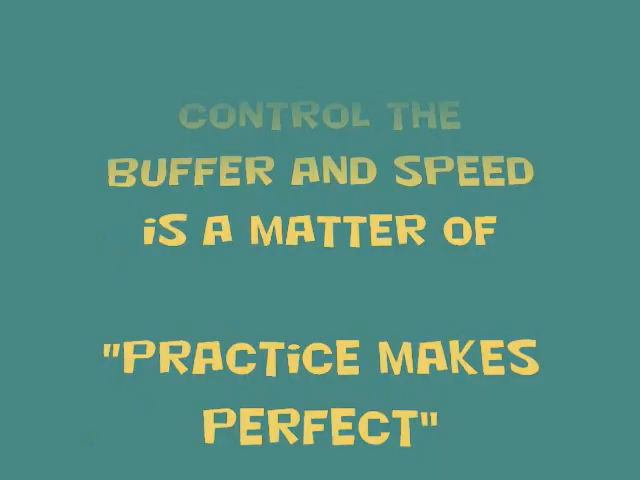 CONTROL THE
BUFFER AND SPEED
iS A MATTER OF
"PRACTiCE MAKES
PERFECT"